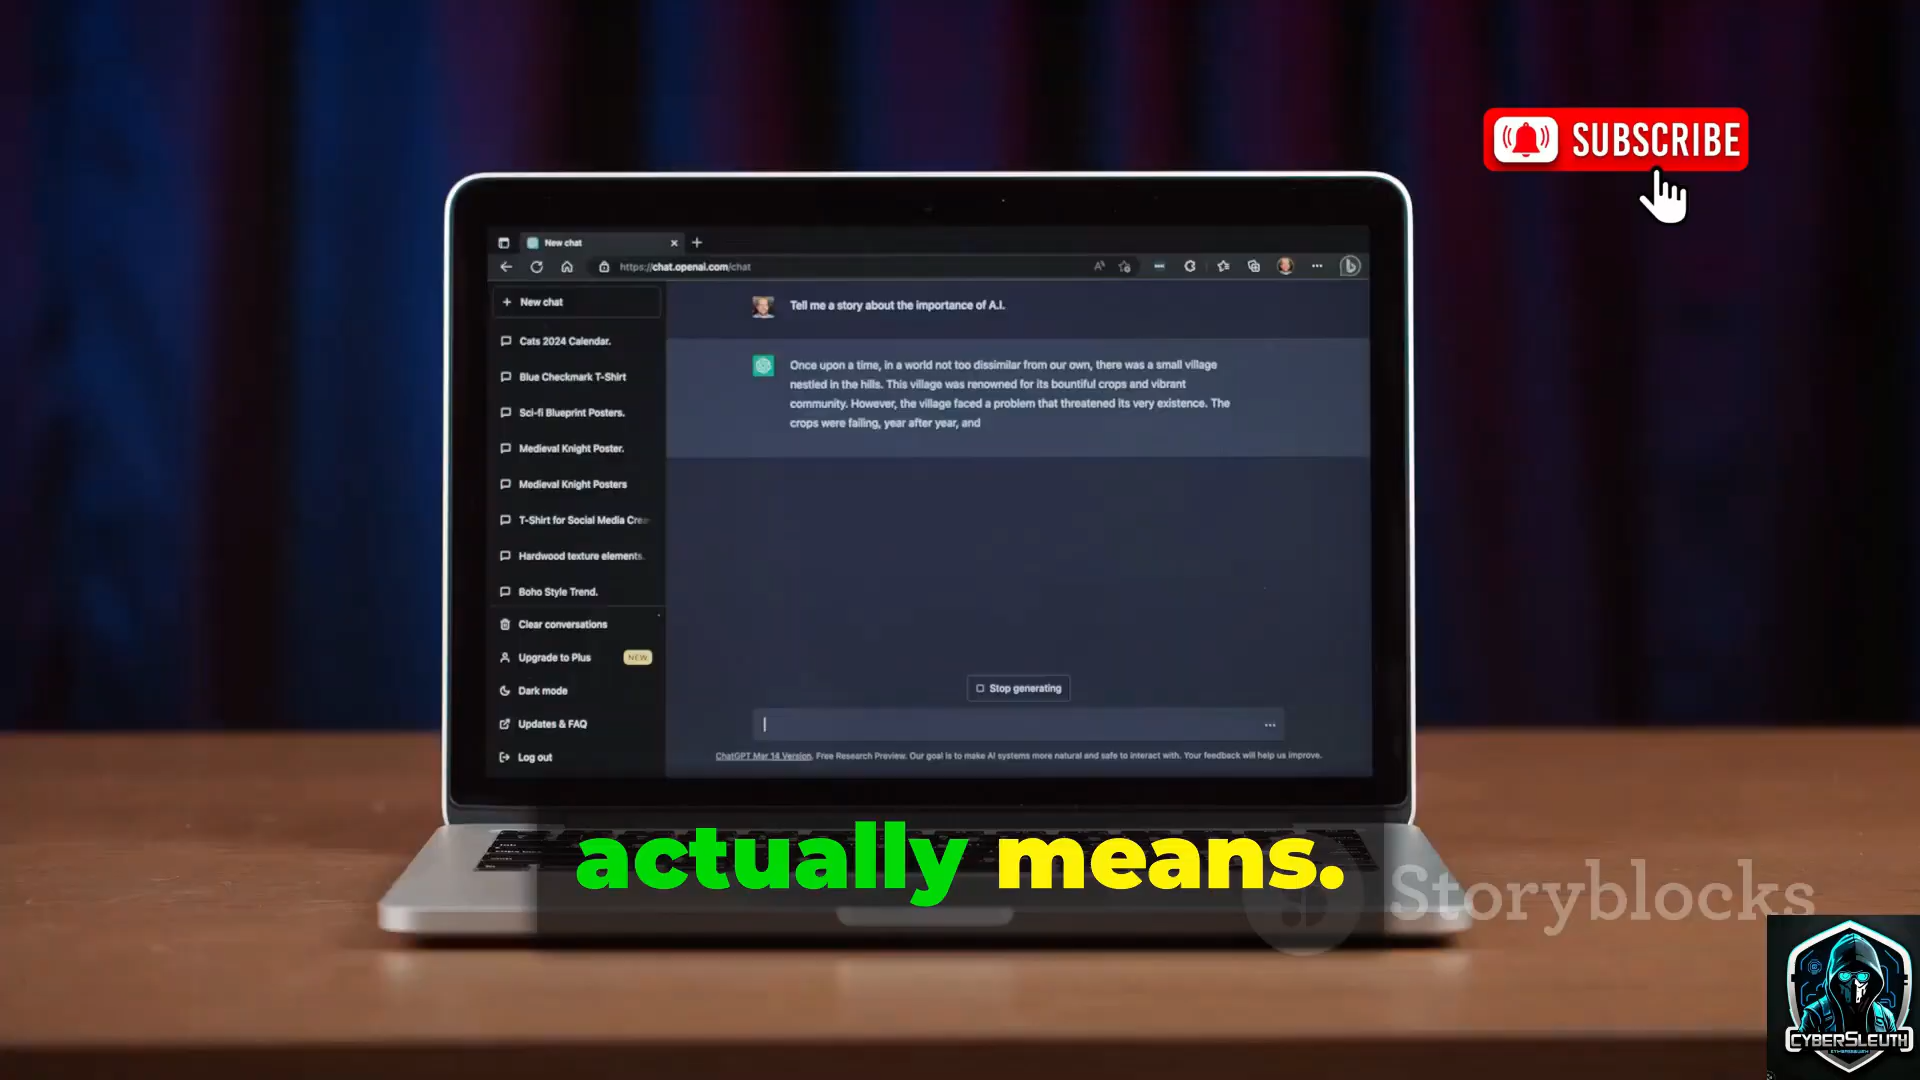 SUBSCRIBE
New chat
https://chat.openai.com/chat
New chat
Tell me a story about the importance of A.I.
Cats 2024 Calendar.
Blue Checkmark T-Shirt
Sci-fi Blueprint Posters.
Medieval Knight Poster.
Medieval Knight Posters
T-Shirt for Social Media Crea
Hardwood texture elements.
Boho Style Trend.
Clear conversations
Upgrade to Plus NEW
Dark mode
Updates & FAQ
Log out
Once upon a time, in a world not too dissimilar from our own, there was a small village
nestled in the hills. This village was renowned for its bountiful crops and vibrant
community. However, the village faced a problem that threatened its very existence. The
crops were failing, year after year, and
Stop generating
ChatGPT Mar 14 Version. Free Research Preview. Our goal is to make AI systems more natural and safe to interact with. Your feedback will help us improve.
actually means.
Storyblocks
CYBERSLEUTH